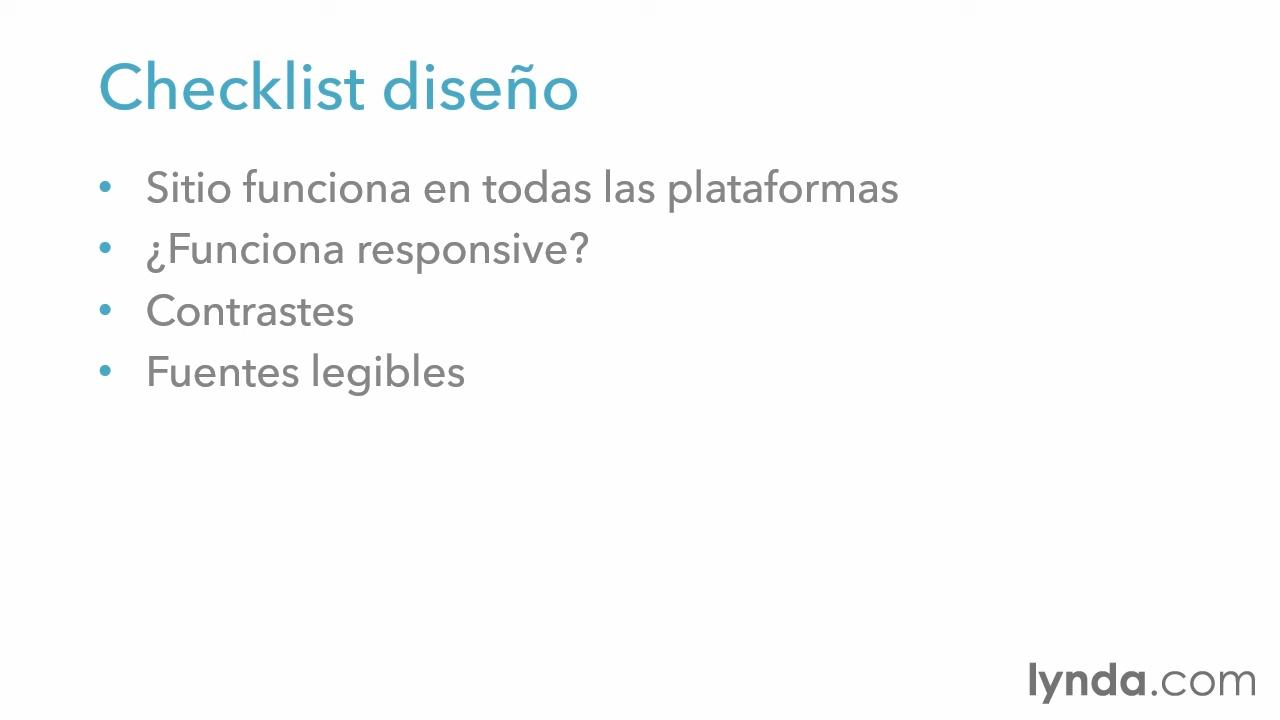 Checklist diseño
• Sitio funciona en todas las plataformas
• ¿Funciona responsive?
• Contrastes
• Fuentes legibles
lynda.com